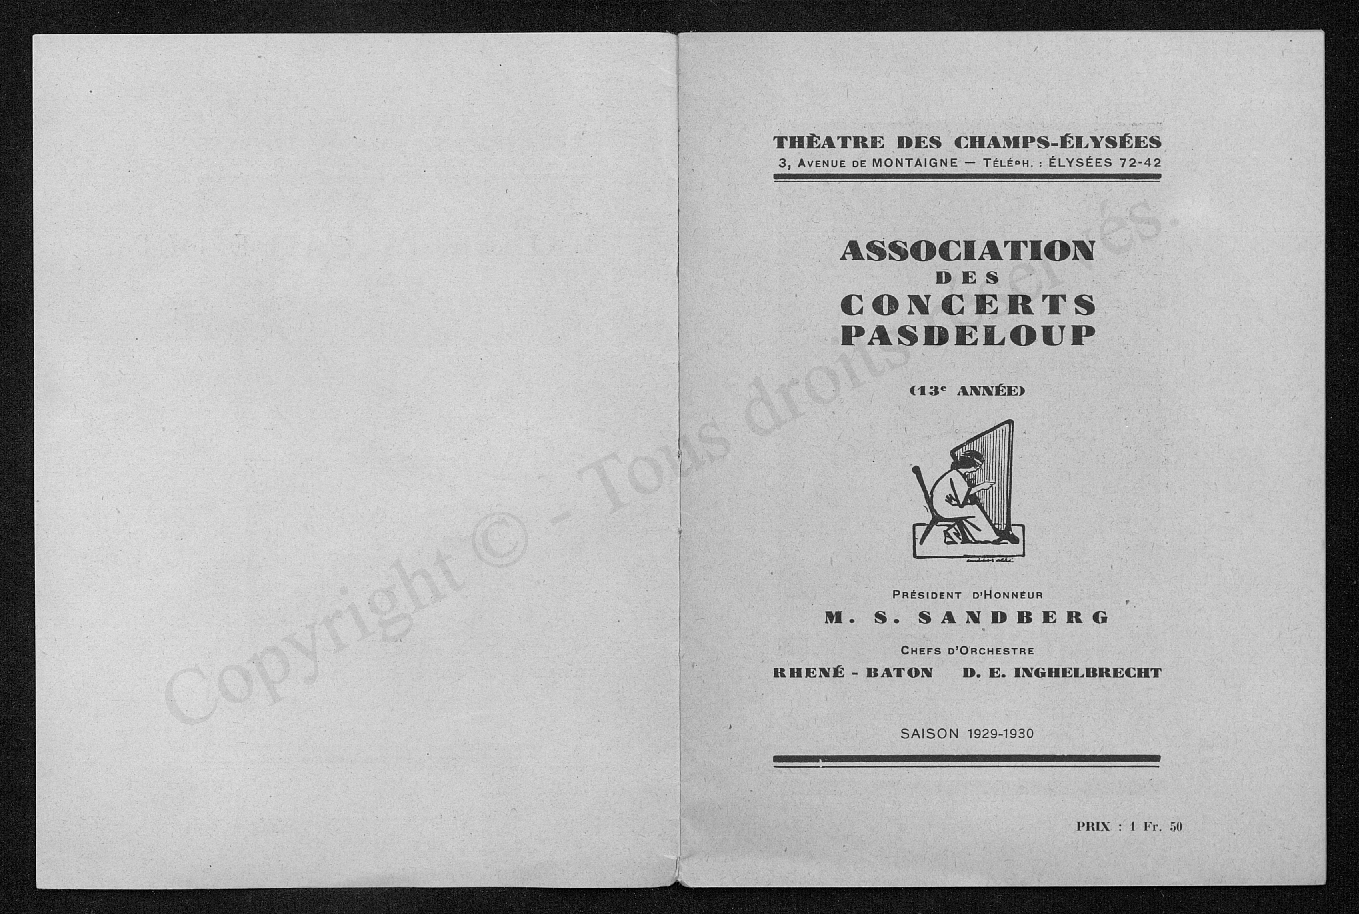 THÈATRE DES CHAMPS-ÉLYSÉES
3, AVENUE DE MONTAIGNE — TÉLÉPH. : ÉLYSÉES 72-42
ASSOCIATION
DES
CONCERTS
PASDELOUP
(13e ANNÉE)
PRÉSIDENT D'HONNEUR
M. S. SANDBERG
CHEFS D'ORCHESTRE
RHENÉ - BATON D. E. INGHELBRECHT
SAISON 1929-1930
PRIX : 1 Fr. 50
Copyright © - Tous droits réservés.